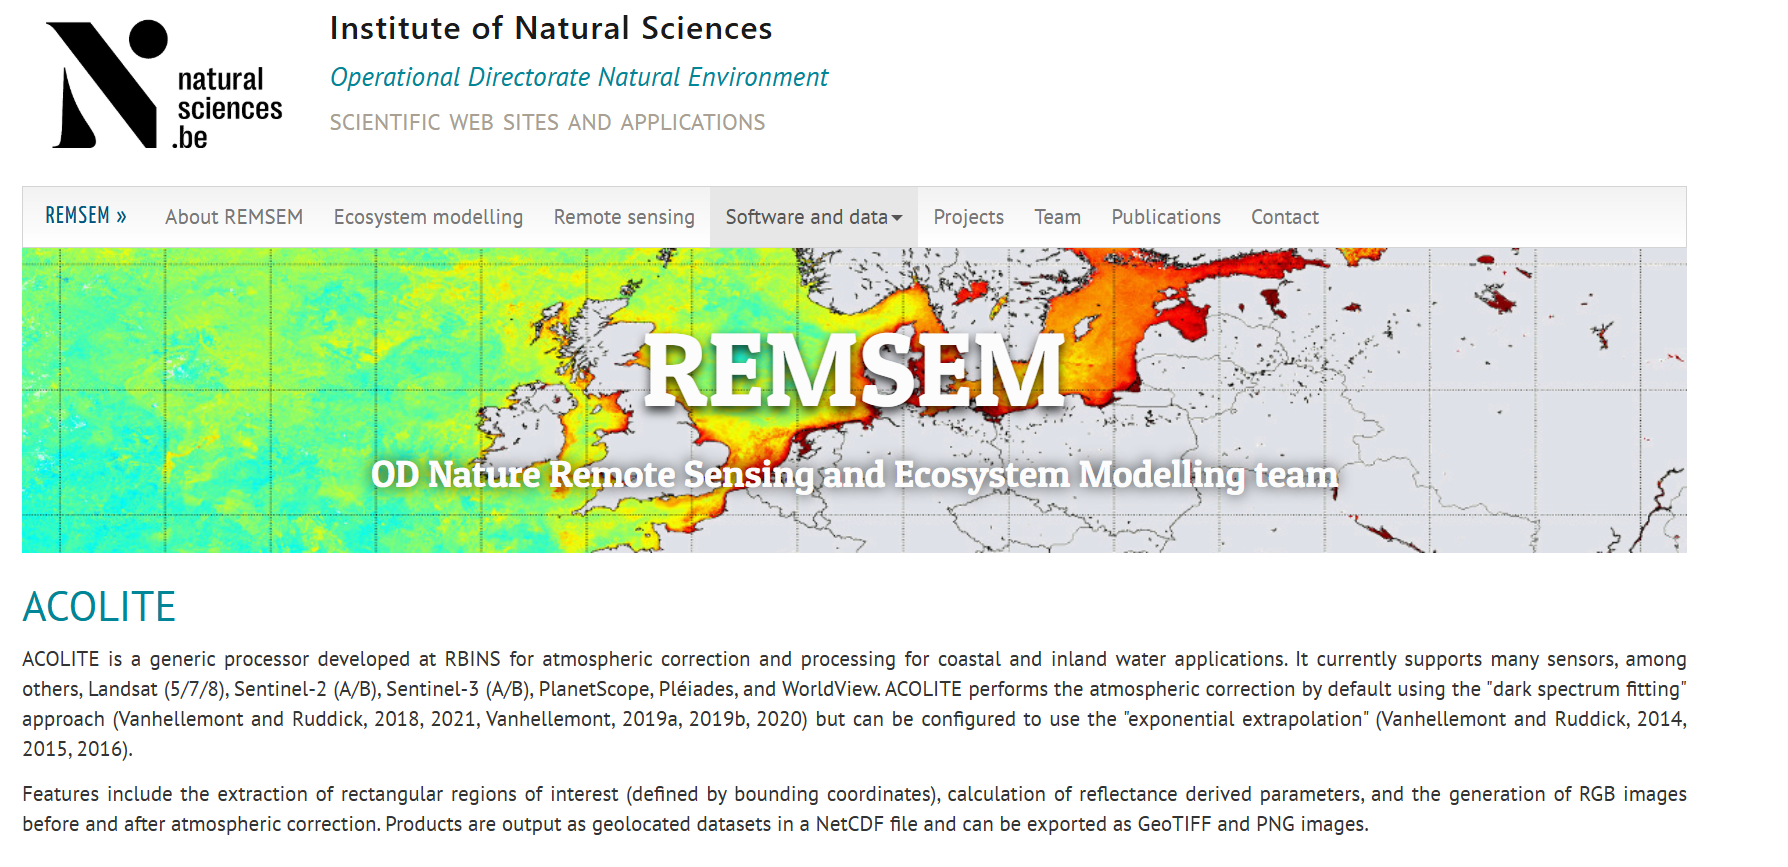 natural
sciences
.be
Institute of Natural Sciences
Operational Directorate Natural Environment
SCIENTIFIC WEB SITES AND APPLICATIONS
REMSEM » About REMSEM Ecosystem modelling Remote sensing Software and data Projects Team Publications Contact
REMSEM
OD Nature Remote Sensing and Ecosystem Modelling team
ACOLITE
ACOLITE is a generic processor developed at RBINS for atmospheric correction and processing for coastal and inland water applications. It currently supports many sensors, among
others, Landsat (5/7/8), Sentinel-2 (A/B), Sentinel-3 (A/B), PlanetScope, Pléiades, and WorldView. ACOLITE performs the atmospheric correction by default using the "dark spectrum fitting"
approach (Vanhellemont and Ruddick, 2018, 2021, Vanhellemont, 2019a, 2019b, 2020) but can be configured to use the "exponential extrapolation" (Vanhellemont and Ruddick, 2014,
2015, 2016).
Features include the extraction of rectangular regions of interest (defined by bounding coordinates), calculation of reflectance derived parameters, and the generation of RGB images
before and after atmospheric correction. Products are output as geolocated datasets in a NetCDF file and can be exported as GeoTIFF and PNG images.